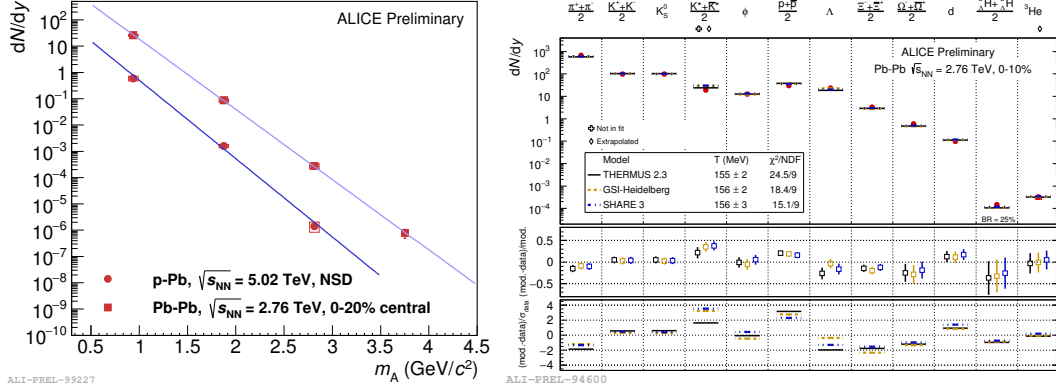 dN/dy
10³
10²
10
1
10⁻¹
10⁻²
10⁻³
10⁻⁴
10⁻⁵
10⁻⁶
10⁻⁷
10⁻⁸
10⁻⁹
10⁻¹⁰
ALICE Preliminary
p-Pb, √sNN = 5.02 TeV, NSD
Pb-Pb, √sNN = 2.76 TeV, 0-20% central
0.5 1 1.5 2 2.5 3 3.5 4 4.5
m_A (GeV/c²)
ALI-PREL-99227
π⁺+π⁻/2 K⁺+K⁻/2 K⁰S K*+K̄*/2 ϕ p+p̄/2 Λ Ξ⁻+Ξ⁺/2 Ω⁻+Ω⁺/2 d ³ΛH+³Λ̄H/2 ³He
dN/dy
10³
10²
10
1
10⁻¹
10⁻²
10⁻³
10⁻⁴
ALICE Preliminary
Pb-Pb √sNN = 2.76 TeV, 0-10%
Not in fit
Extrapolated
Model T (MeV) χ²/NDF
THERMUS 2.3 155 ± 2 24.5/9
GSI-Heidelberg 156 ± 2 18.4/9
SHARE 3 156 ± 3 15.1/9
BR = 25%
(mod.-data)/mod.
0.5
0
−0.5
(mod.-data)/σdata
4
2
0
−2
−4
ALI-PREL-94600